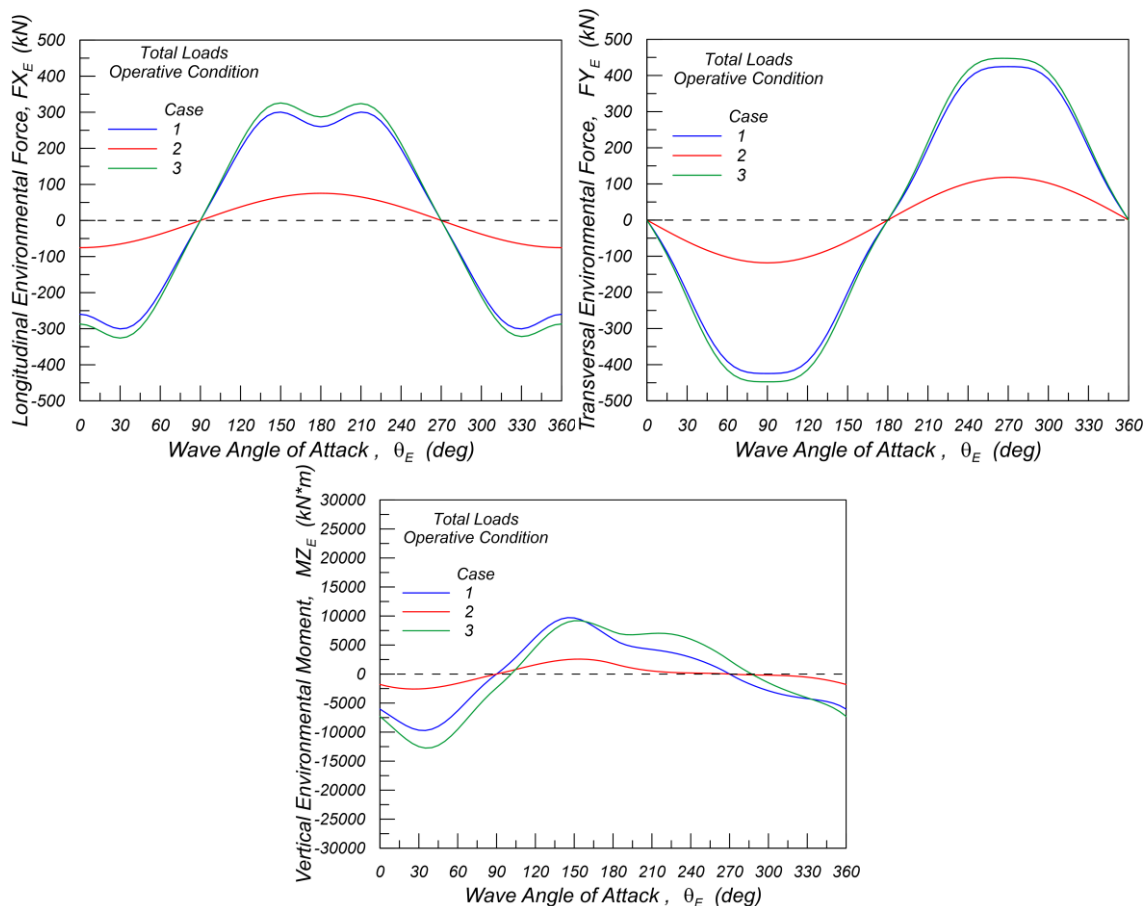 Longitudinal Environmental Force, FX_E (kN)
500
400
300
200
100
0
-100
-200
-300
-400
-500
Total Loads
Operative Condition
Case
1
2
3
0 30 60 90 120 150 180 210 240 270 300 330 360
Wave Angle of Attack , θ_E (deg)
Transversal Environmental Force, FY_E (kN)
500
400
300
200
100
0
-100
-200
-300
-400
-500
Total Loads
Operative Condition
Case
1
2
3
0 30 60 90 120 150 180 210 240 270 300 330 360
Wave Angle of Attack , θ_E (deg)
Vertical Environmental Moment, MZ_E (kN*m)
30000
25000
20000
15000
10000
5000
0
-5000
-10000
-15000
-20000
-25000
-30000
Total Loads
Operative Condition
Case
1
2
3
0 30 60 90 120 150 180 210 240 270 300 330 360
Wave Angle of Attack , θ_E (deg)